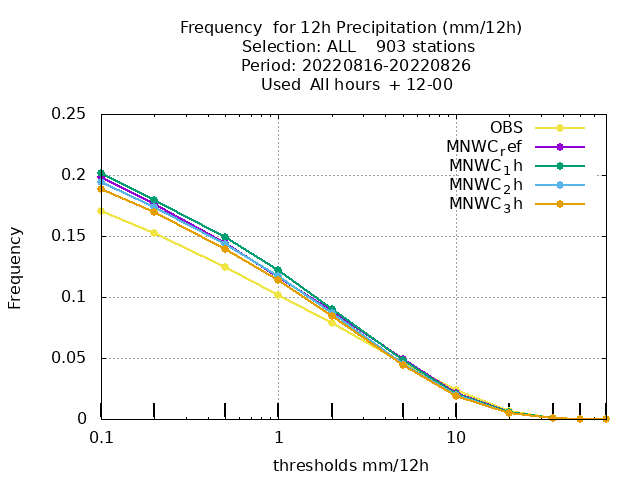 Frequency  for 12h Precipitation (mm/12h)
Selection: ALL    903 stations
Period: 20220816-20220826
Used  All hours  + 12-00
OBS
MNWC_ref
MNWC_1h
MNWC_2h
MNWC_3h
0.25
0.2
0.15
0.1
0.05
0
Frequency
0.1 1 10
thresholds mm/12h